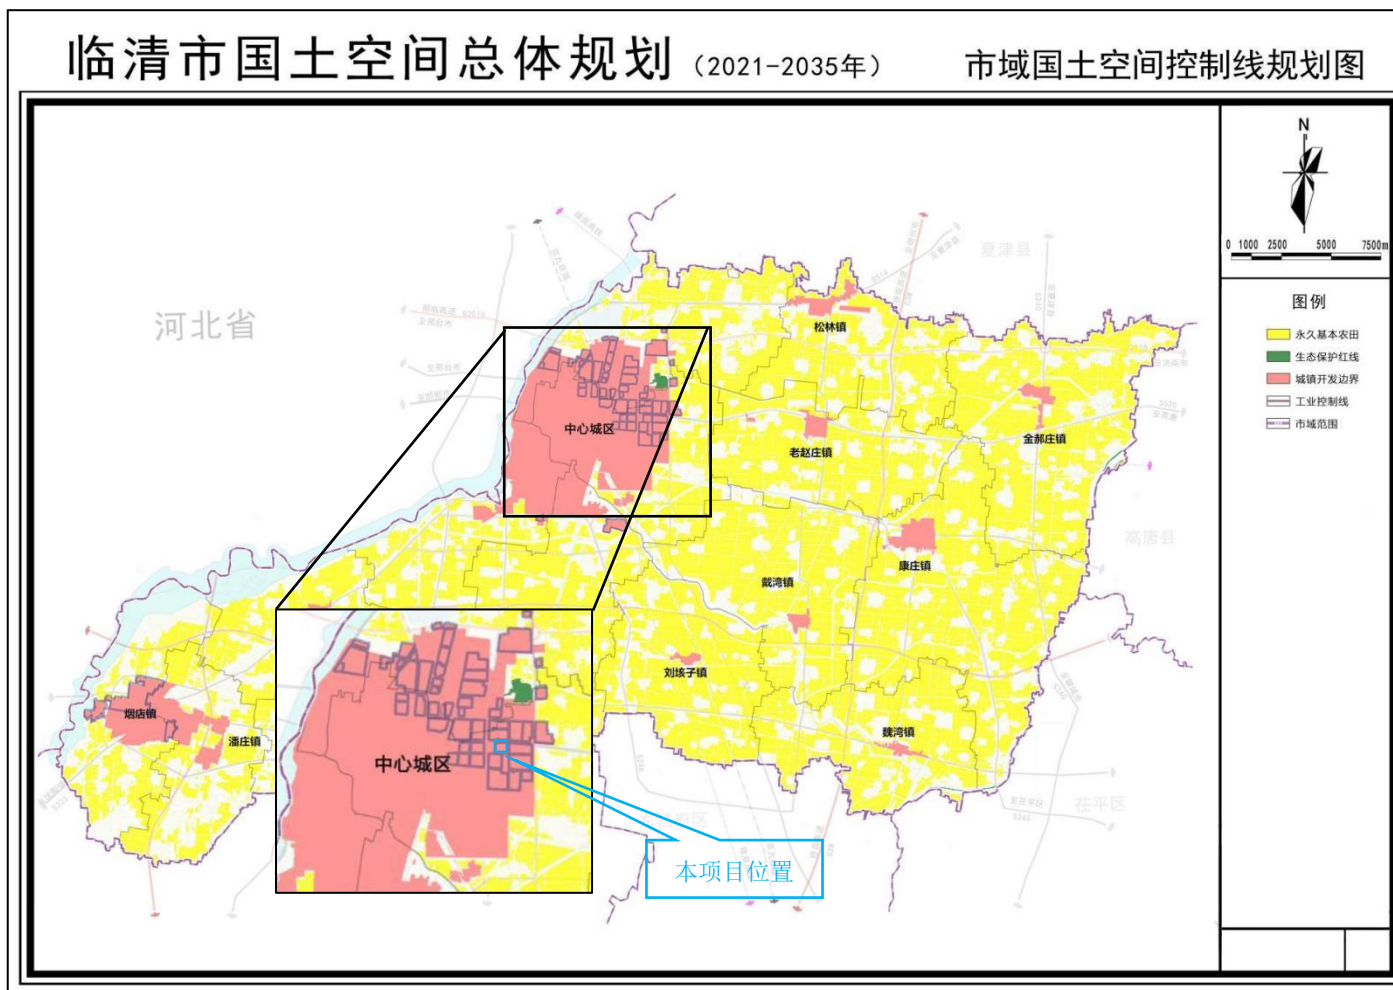 临清市国土空间总体规划 (2021-2035年) 市域国土空间控制线规划图
N
0 1000 2500 5000 7500m
图例
永久基本农田
生态保护红线
城镇开发边界
工业控制线
市域范围
河北省
夏津县
高唐县
茌平区
松林镇
中心城区
老赵庄镇
金郝庄镇
康庄镇
戴湾镇
刘垓子镇
魏湾镇
烟店镇
潘庄镇
中心城区
本项目位置